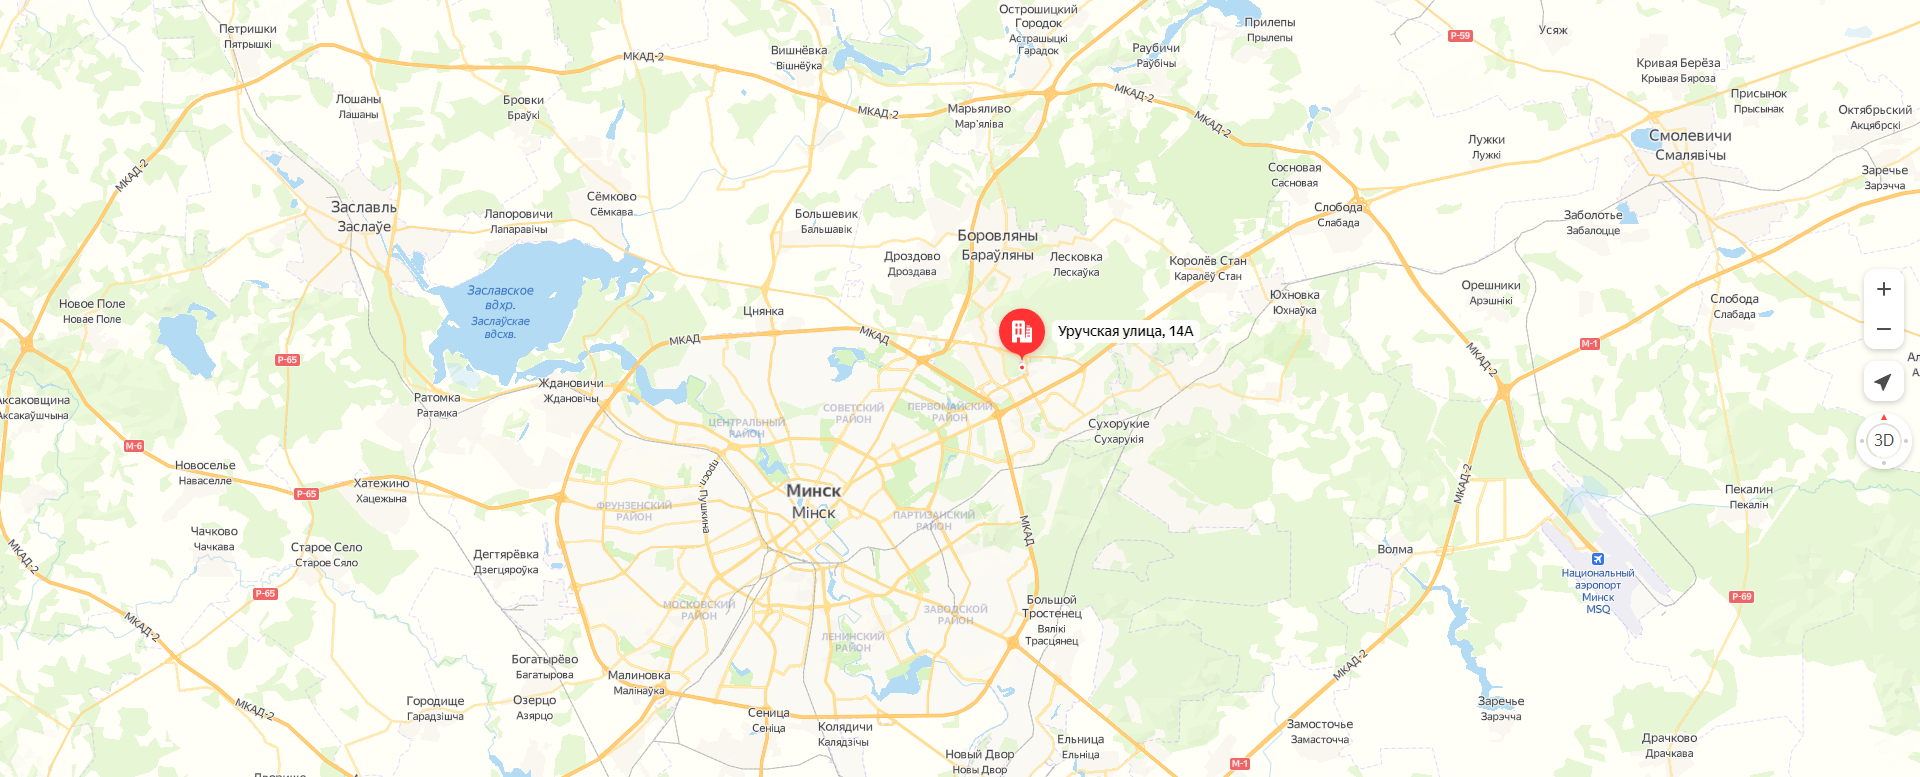 Петришки
Пятрышкі
МКАД-2
Вишнёвка
Вішнёўка
Острошицкий
Городок
Астрашыцкі
Гарадок
Раубичи
Раўбічы
Прилепы
Прылепы
Р-59
Усяж
Кривая Берёза
Крывая Бяроза
Присынок
Прысынак
Октябрьский
Акцябрскі
Лошаны
Лашаны
Бровки
Браўкі
МКАД-2
Марьяливо
Мар'яліва
МКАД-2
МКАД-2
Смолевичи
Смалявічы
Лужки
Лужкі
МКАД-2
Сосновая
Сасновая
Заречье
Зарэчча
Заславль
Заслаўе
Лапоровичи
Лапаравічы
Сёмково
Сёмкава
Большевик
Бальшавік
Слобода
Слабада
Заболотье
Забалоцце
Боровляны
Бараўляны
Дроздово
Дроздава
Лесковка
Лескаўка
Королёв Стан
Каралёў Стан
Заславское
вдхр.
Заслаўскае
вдсхв.
Новое Поле
Новае Поле
Цнянка
Юхновка
Юхнаўка
Орешники
Арэшнікі
Слобода
Слабада
Уручская улица, 14А
МКАД
МКАД
Р-65
М-1
МКАД-2
Ждановичи
Ждановічы
Ратомка
Ратамка
Аксаковщина
Аксакаўшчына
ЦЕНТРАЛЬНЫЙ
РАЙОН
СОВЕТСКИЙ
РАЙОН
ПЕРВОМАЙСКИЙ
РАЙОН
Сухорукие
Сухарукія
3D
М-6
Новоселье
Наваселле
Р-65
Хатежино
Хацежына
просп. Пушкина
Минск
Мінск
ФРУНЗЕНСКИЙ
РАЙОН
ПАРТИЗАНСКИЙ
РАЙОН
МКАД
МКАД-2
Пекалин
Пекалін
Чачково
Чачкава
Старое Село
Старое Сяло
Дегтярёвка
Дзегцяроўка
Волма
Национальный
аэропорт
Минск
MSQ
МКАД-2
Р-65
Р-69
МОСКОВСКИЙ
РАЙОН
ЗАВОДСКОЙ
РАЙОН
Большой
Тростенец
Вялікі
Трасцянец
ЛЕНИНСКИЙ
РАЙОН
МКАД-2
Богатырёво
Багатырова
Малиновка
Малінаўка
МКАД-2
МКАД-2
Городище
Гарадзішча
Озерцо
Азярцо
Сеница
Сеніца
Колядичи
Калядзічы
Заречье
Зарэчча
Замосточье
Замасточча
Ельница
Ельніца
Новый Двор
Новы Двор
М-1
Драчково
Драчкава